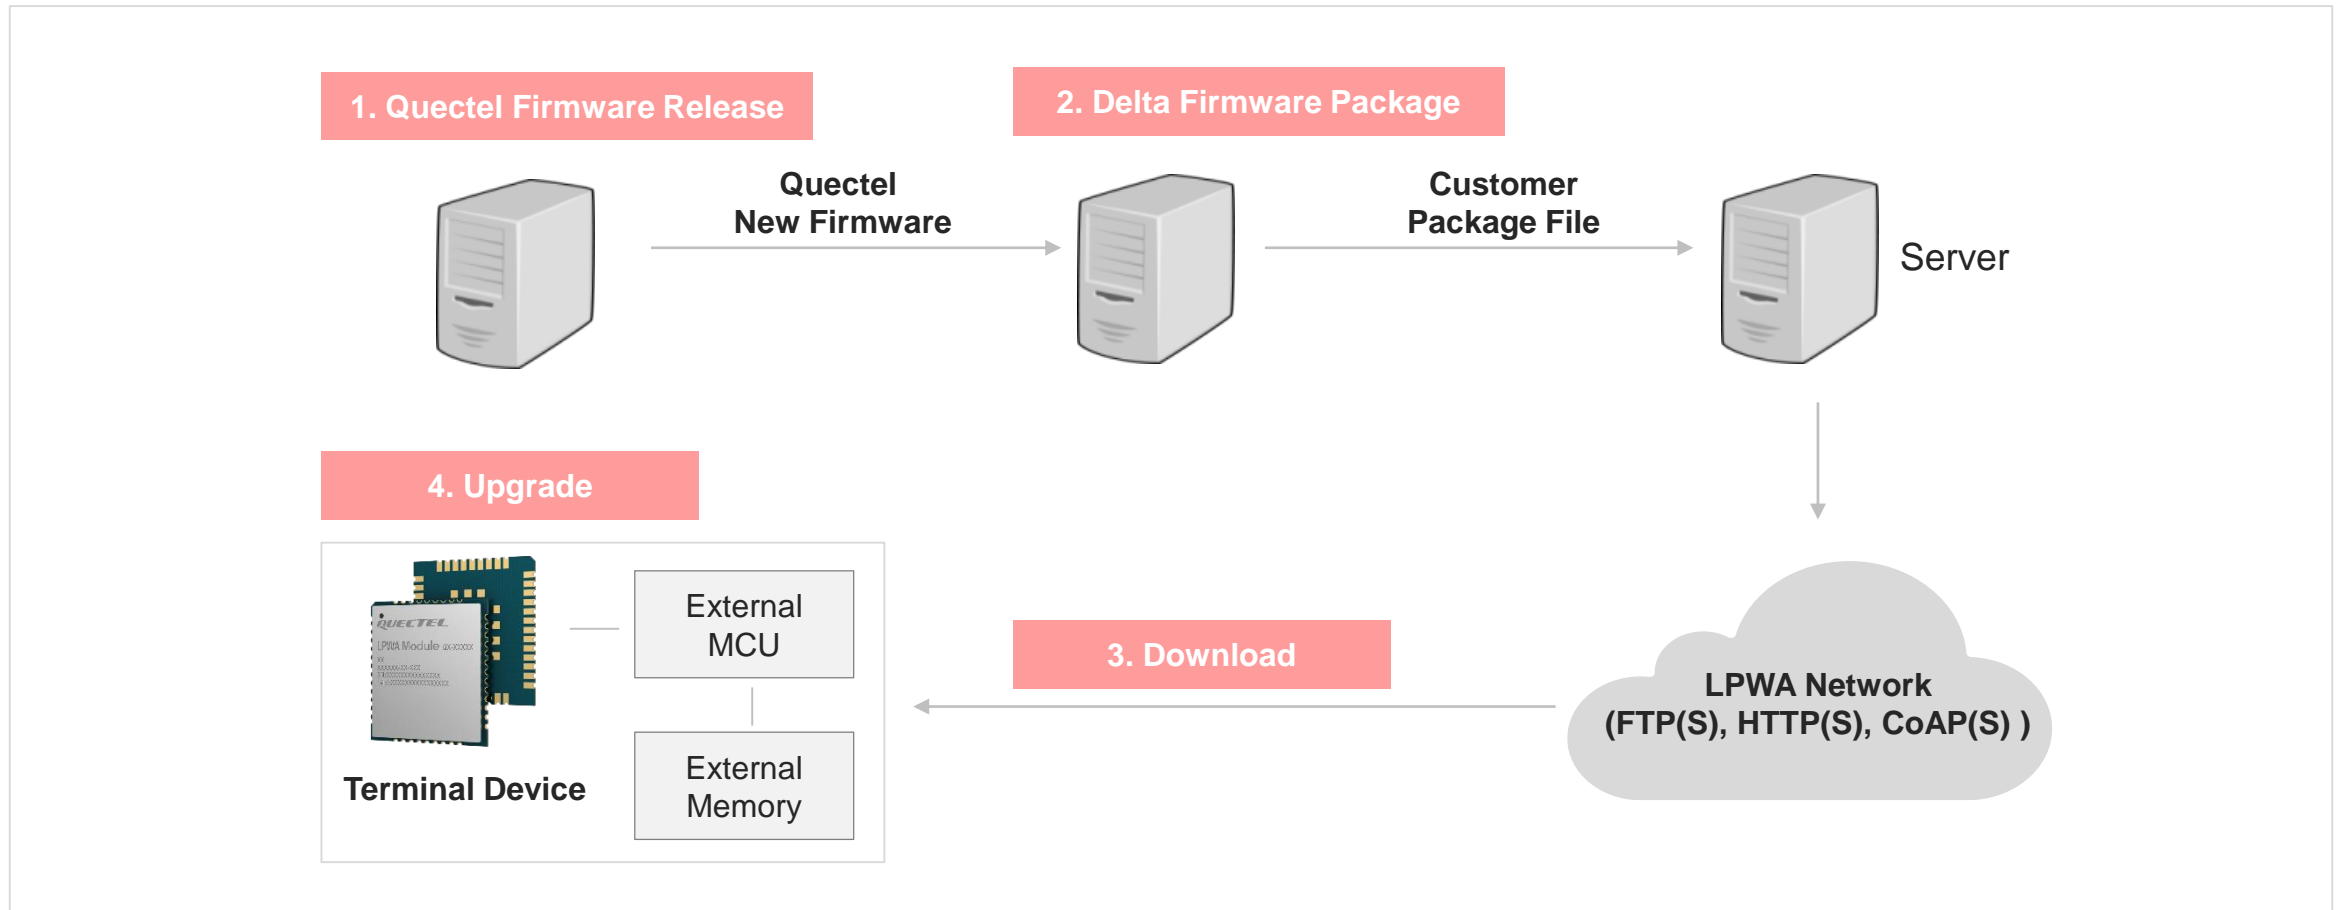 1. Quectel Firmware Release
2. Delta Firmware Package
Quectel
New Firmware
Customer
Package File
Server
4. Upgrade
QUECTEL
LPWA Module
External
MCU
3. Download
LPWA Network
(FTP(S), HTTP(S), CoAP(S) )
External
Memory
Terminal Device